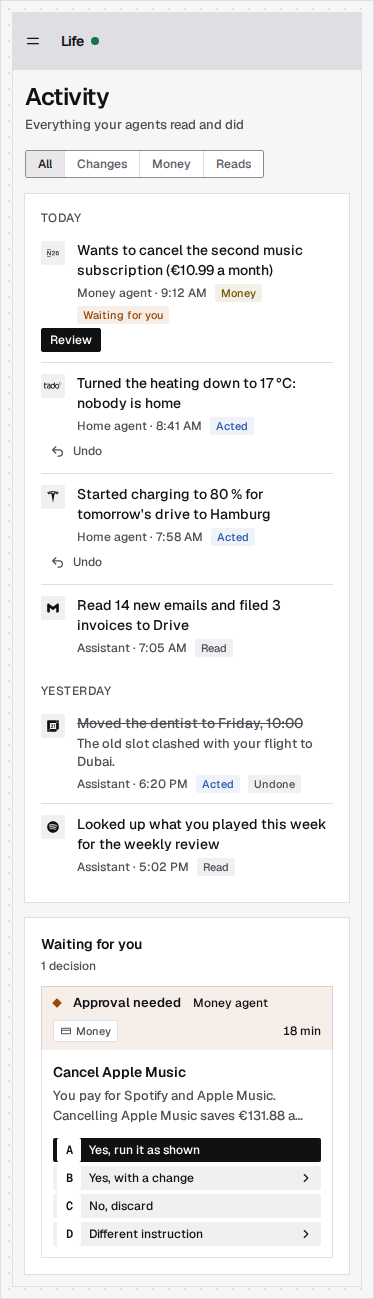 Life
Activity
Everything your agents read and did
All
Changes
Money
Reads
TODAY
N26
Wants to cancel the second music
subscription (€10.99 a month)
Money agent · 9:12 AM Money
Waiting for you
Review
tado°
Turned the heating down to 17 °C:
nobody is home
Home agent · 8:41 AM Acted
Undo
Started charging to 80 % for
tomorrow's drive to Hamburg
Home agent · 7:58 AM Acted
Undo
Read 14 new emails and filed 3
invoices to Drive
Assistant · 7:05 AM Read
YESTERDAY
31
Moved the dentist to Friday, 10:00
The old slot clashed with your flight to
Dubai.
Assistant · 6:20 PM Acted Undone
Looked up what you played this week
for the weekly review
Assistant · 5:02 PM Read
Waiting for you
1 decision
Approval needed Money agent
Money 18 min
Cancel Apple Music
You pay for Spotify and Apple Music.
Cancelling Apple Music saves €131.88 a...
A Yes, run it as shown
B Yes, with a change
C No, discard
D Different instruction